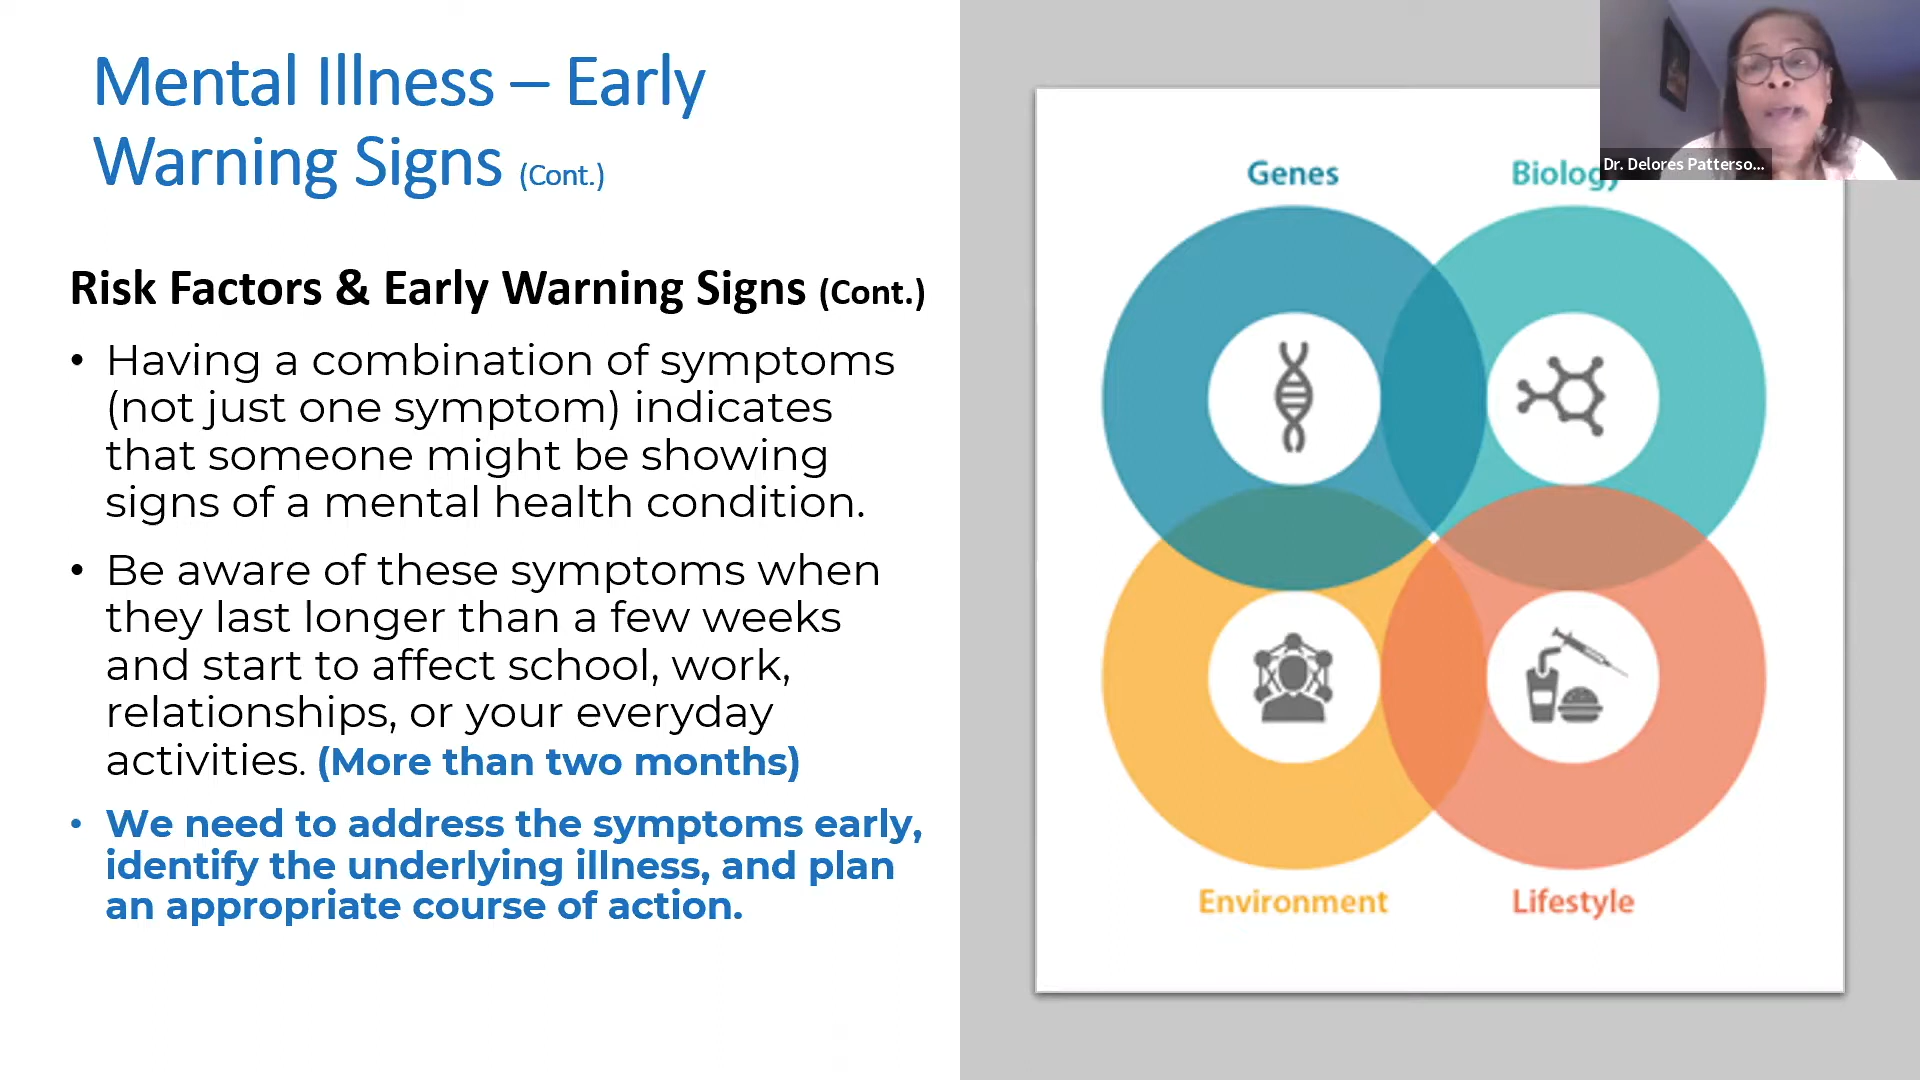 Mental Illness – Early
Warning Signs (Cont.)
Risk Factors & Early Warning Signs (Cont.)
• Having a combination of symptoms
(not just one symptom) indicates
that someone might be showing
signs of a mental health condition.
• Be aware of these symptoms when
they last longer than a few weeks
and start to affect school, work,
relationships, or your everyday
activities. (More than two months)
• We need to address the symptoms early,
identify the underlying illness, and plan
an appropriate course of action.
Genes
Biology
Environment
Lifestyle
Dr. Delores Patterso...